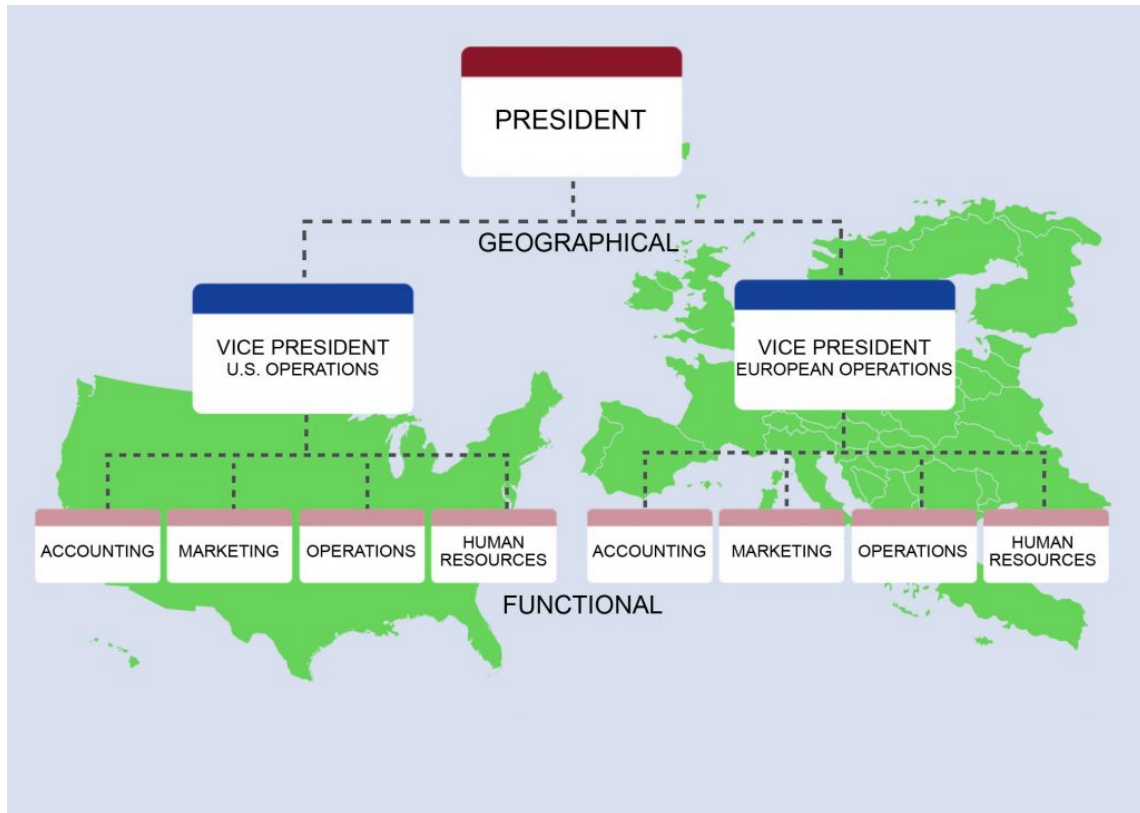 PRESIDENT
GEOGRAPHICAL
VICE PRESIDENT
U.S. OPERATIONS
VICE PRESIDENT
EUROPEAN OPERATIONS
ACCOUNTING
MARKETING
OPERATIONS
HUMAN
RESOURCES
ACCOUNTING
MARKETING
OPERATIONS
HUMAN
RESOURCES
FUNCTIONAL